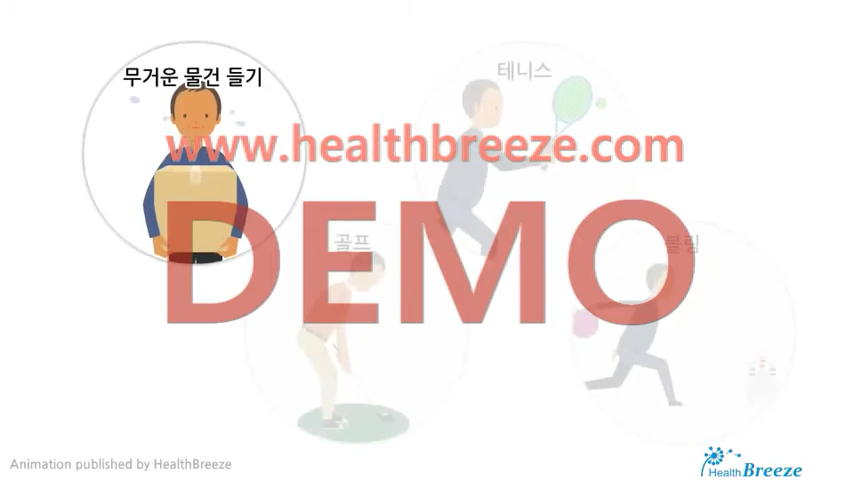 무거운 물건 들기
테니스
www.healthbreeze.com
DEMO
골프
볼링
Animation published by HealthBreeze
Health Breeze